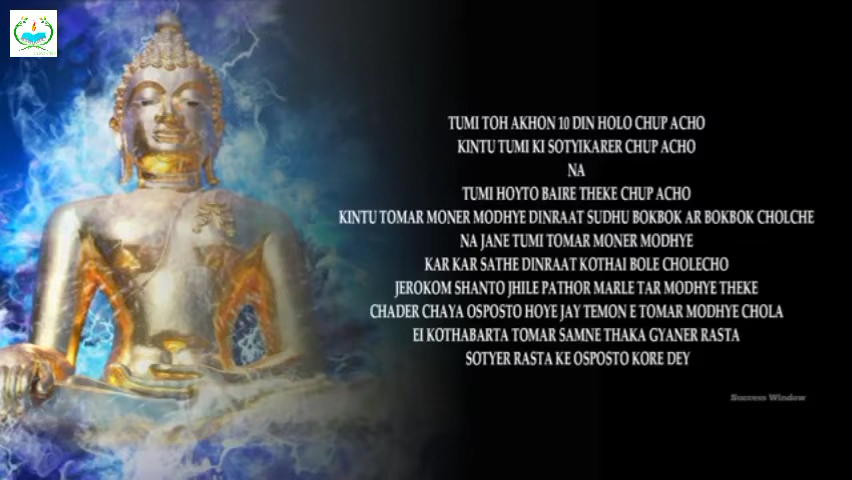 TUMI TOH AKHON 10 DIN HOLO CHUP ACHO
KINTU TUMI KI SOTYIKARER CHUP ACHO
NA
TUMI HOYTO BAIRE THEKE CHUP ACHO
KINTU TOMAR MONER MODHYE DINRAAT SUDHU BOKBOK AR BOKBOK CHOLCHE
NA JANE TUMI TOMAR MONER MODHYE
KAR KAR SATHE DINRAAT KOTHAI BOLE CHOLECHO
JEROKOM SHANTO JHILE PATHOR MARLE TAR MODHYE THEKE
CHADER CHAYA OSPOSTO HOYE JAY TEMON E TOMAR MODHYE CHOLA
EI KOTHABARTA TOMAR SAMNE THAKA GYANER RASTA
SOTYER RASTA KE OSPOSTO KORE DEY
Success Window